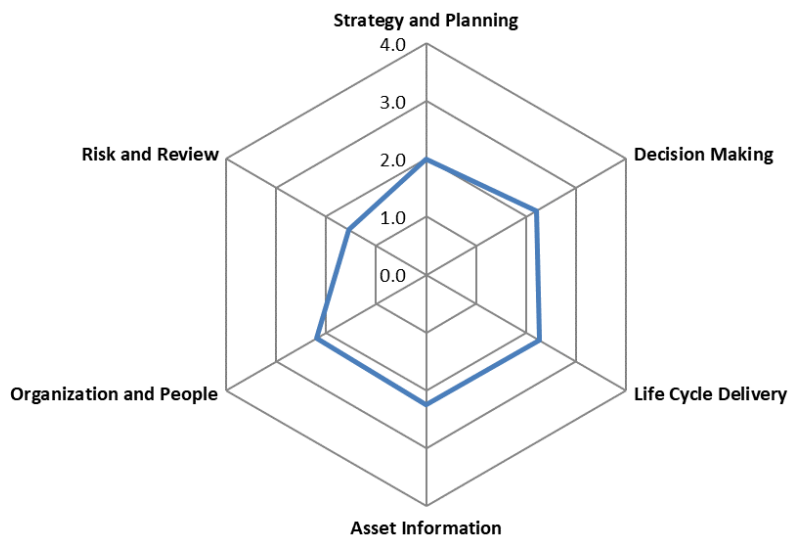 Strategy and Planning
4.0
3.0
Risk and Review
Decision Making
2.0
1.0
0.0
Organization and People
Life Cycle Delivery
Asset Information